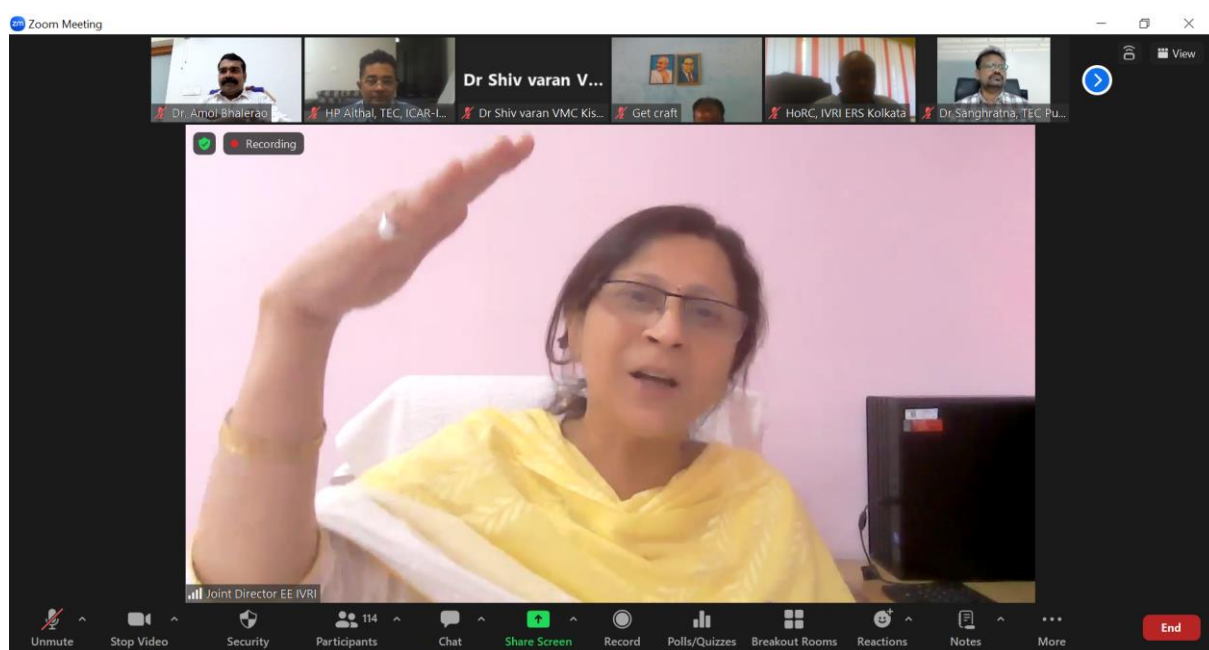 zm Zoom Meeting
View
Dr Shiv varan V...
Dr. Amol Bhalerao
HP Aithal, TEC, ICAR-I...
Dr Shiv varan VMC Kis...
Get craft
HoRC, IVRI ERS Kolkata
Dr Sanghratna, TEC Pu...
Recording
Joint Director EE IVRI
114
Unmute
Stop Video
Security
Participants
Chat
Share Screen
Record
Polls/Quizzes
Breakout Rooms
Reactions
Notes
More
End